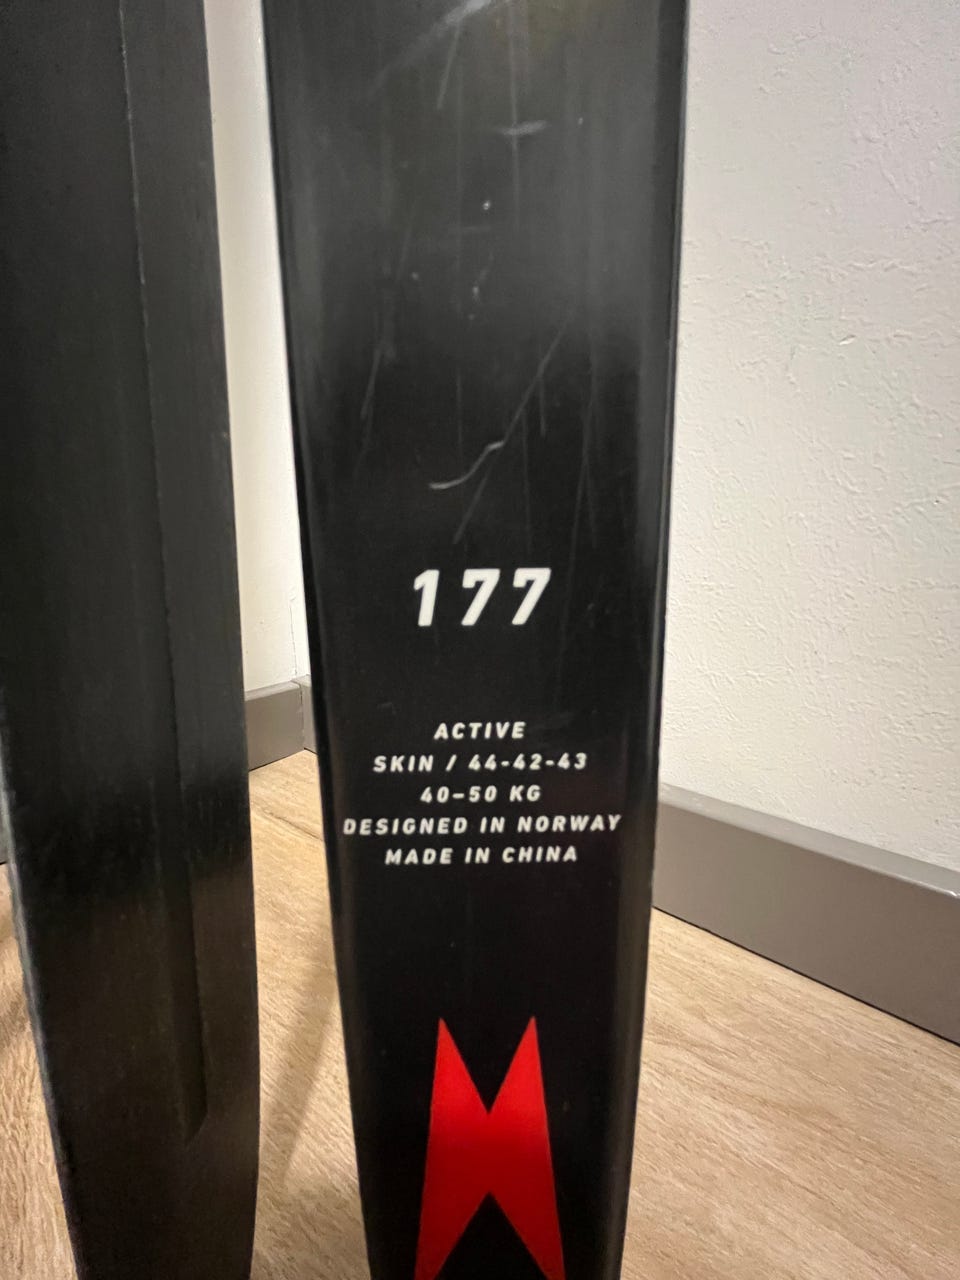 177
ACTIVE
SKIN / 44-42-43
40-50 KG
DESIGNED IN NORWAY
MADE IN CHINA